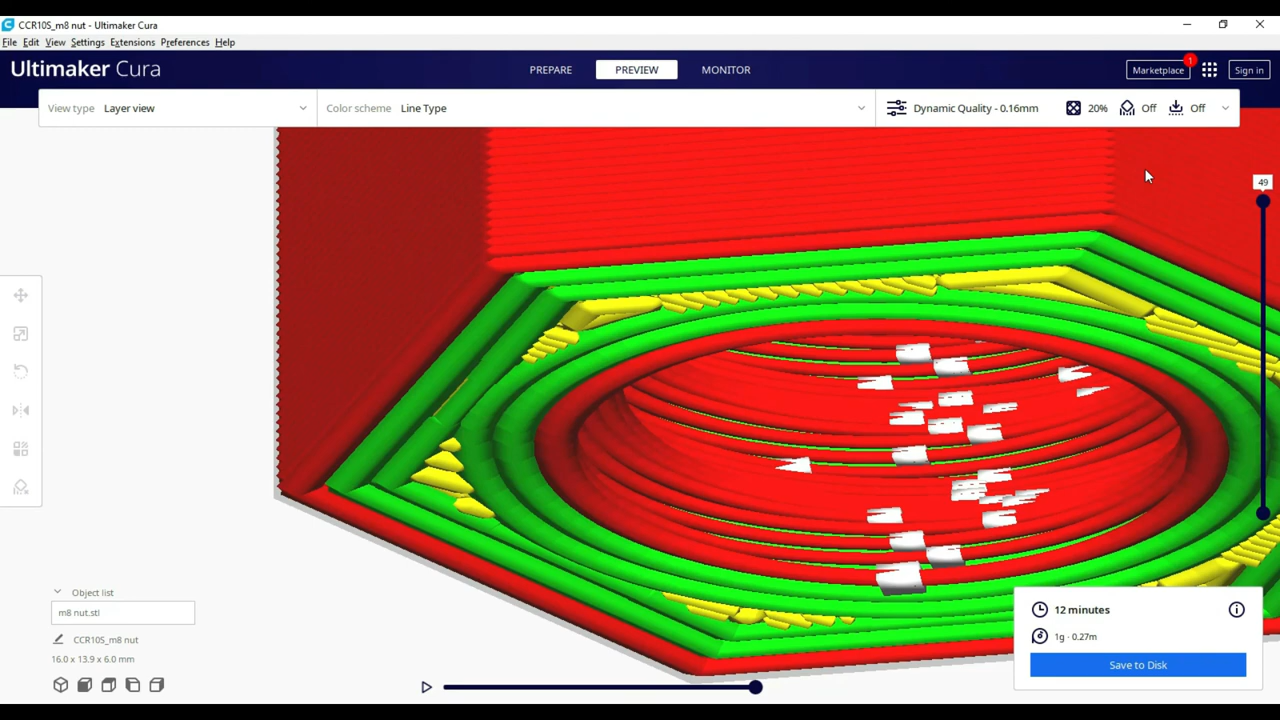 CCR10S_m8 nut - Ultimaker Cura
File Edit View Settings Extensions Preferences Help
Ultimaker Cura
PREPARE
PREVIEW
MONITOR
Marketplace
1
Sign in
View type Layer view
Color scheme Line Type
Dynamic Quality - 0.16mm
20%
Off
Off
49
Object list
m8 nut.stl
CCR10S_m8 nut
16.0 x 13.9 x 6.0 mm
12 minutes
1g · 0.27m
Save to Disk